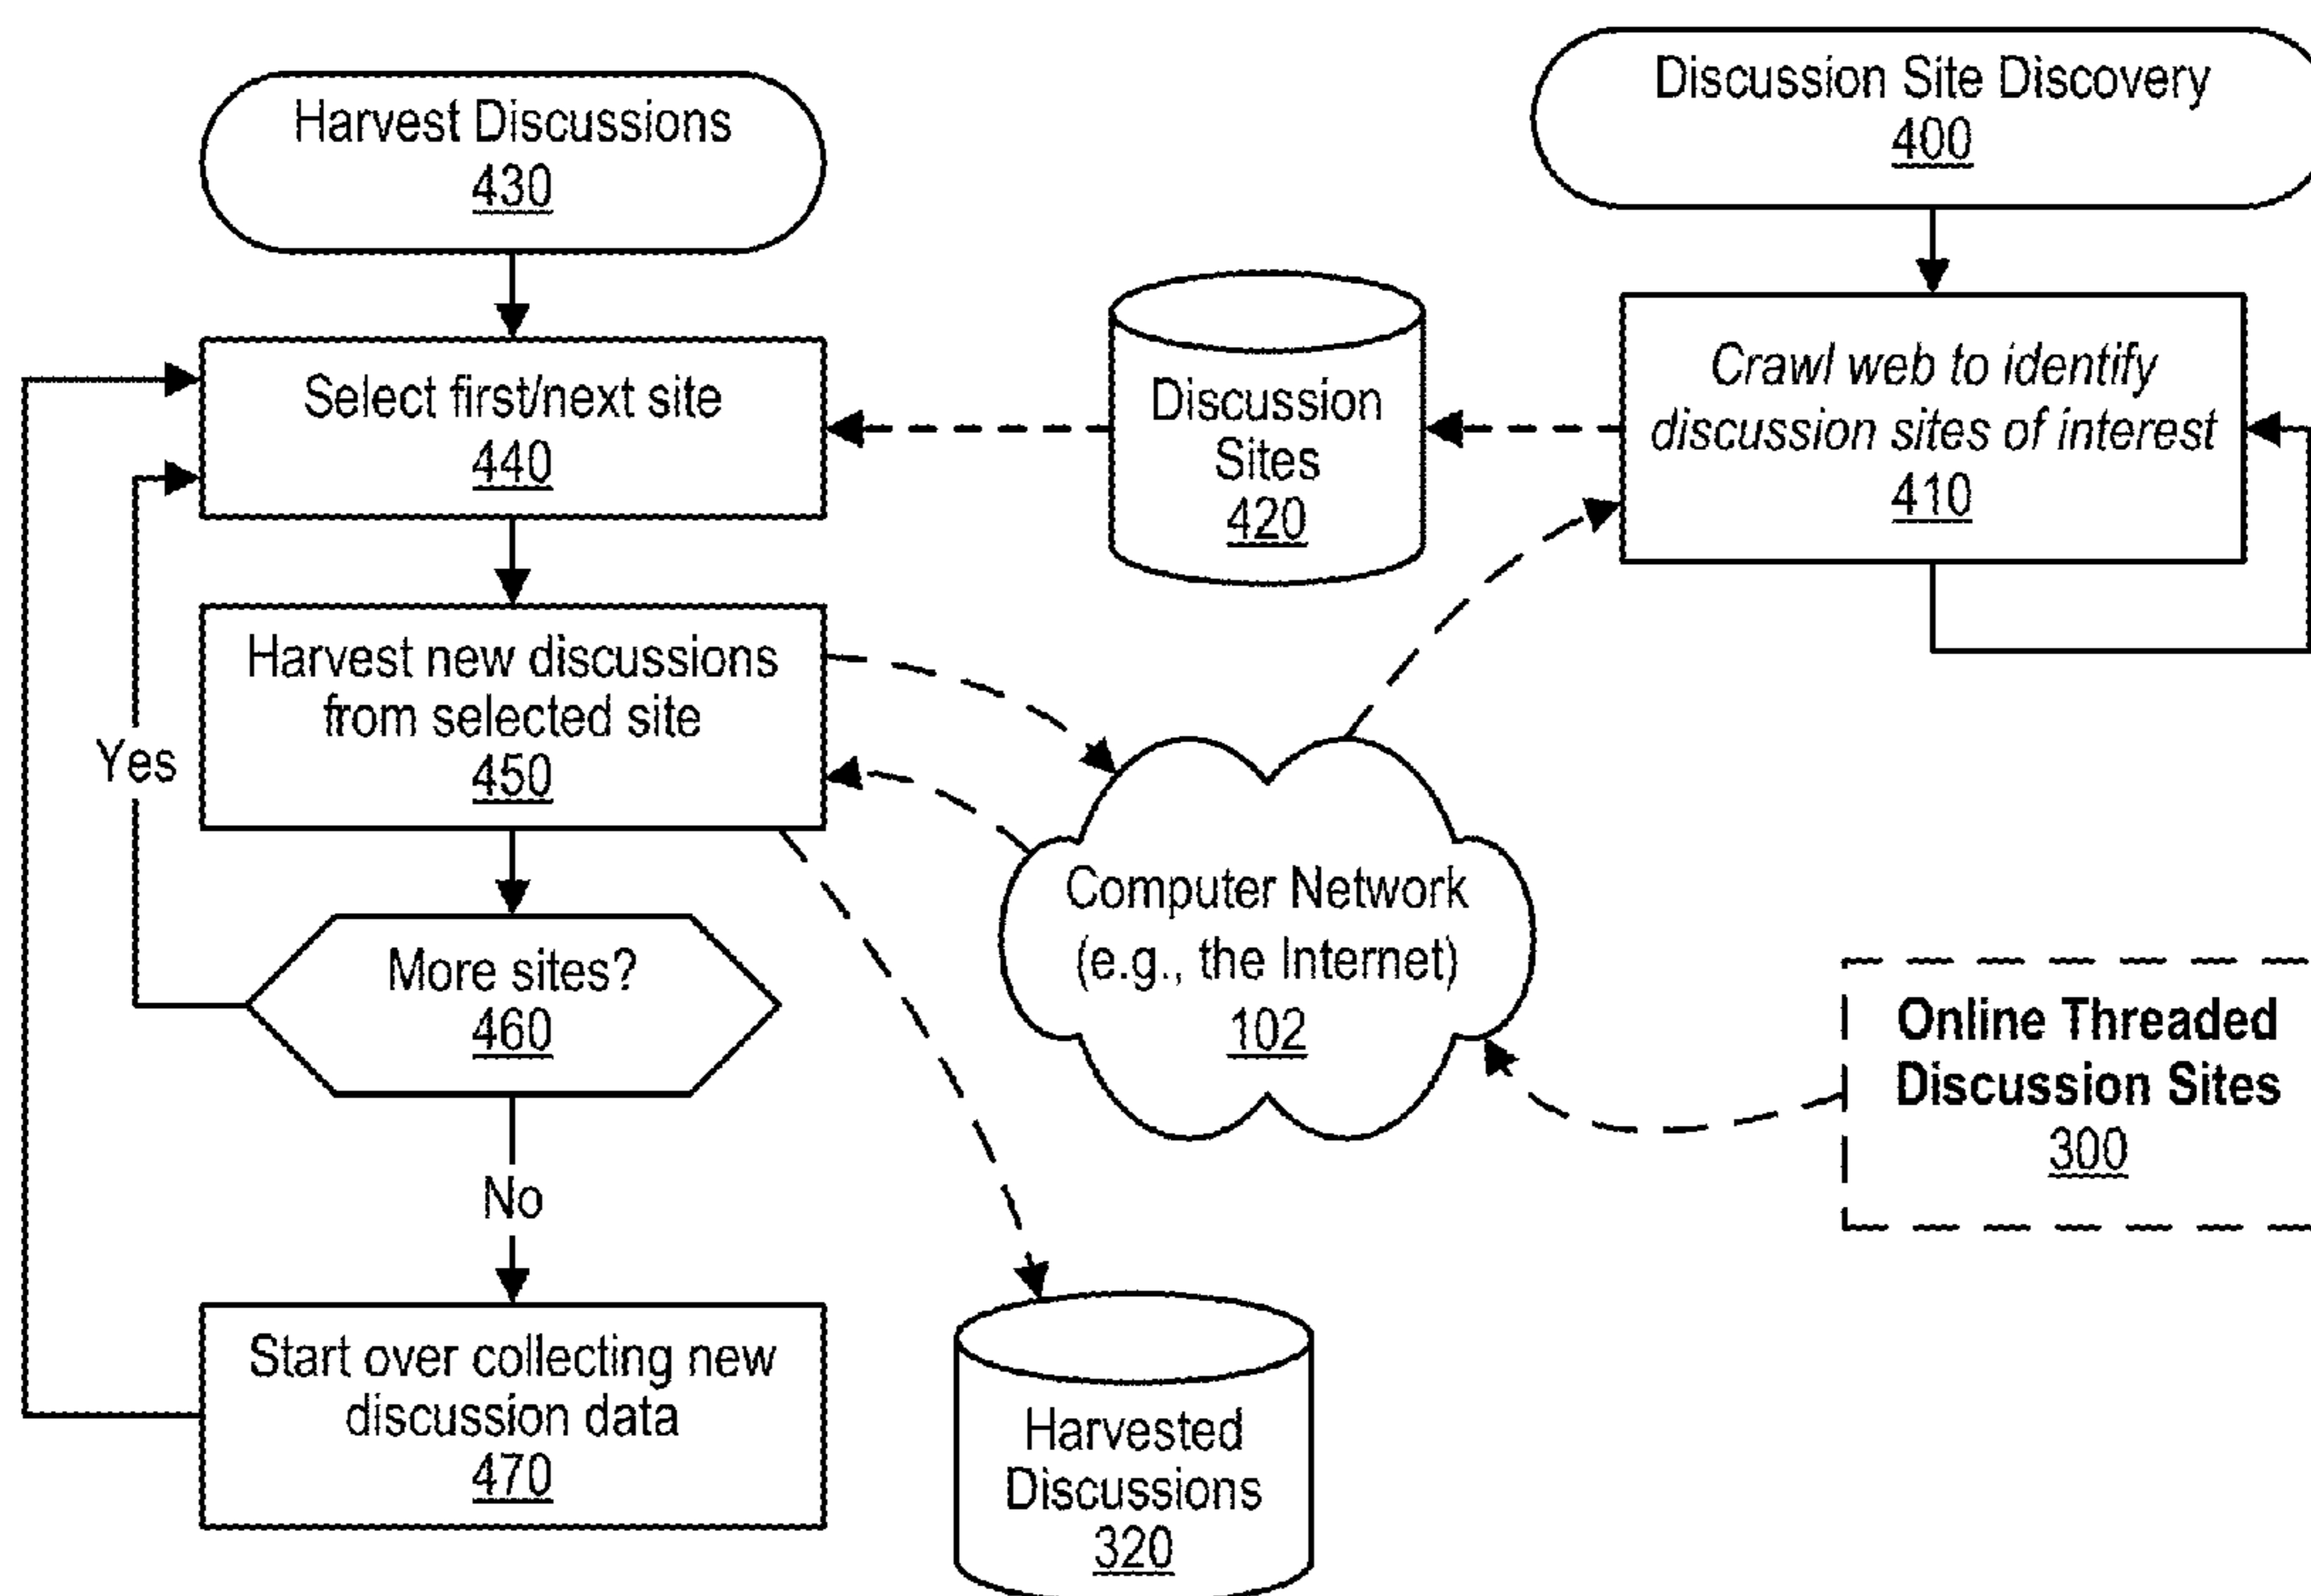 Harvest Discussions
430
Discussion Site Discovery
400
Select first/next site
440
Discussion
Sites
420
Crawl web to identify
discussion sites of interest
410
Harvest new discussions
from selected site
450
Yes
Computer Network
(e.g., the Internet)
102
More sites?
460
Online Threaded
Discussion Sites
300
No
Start over collecting new
discussion data
470
Harvested
Discussions
320